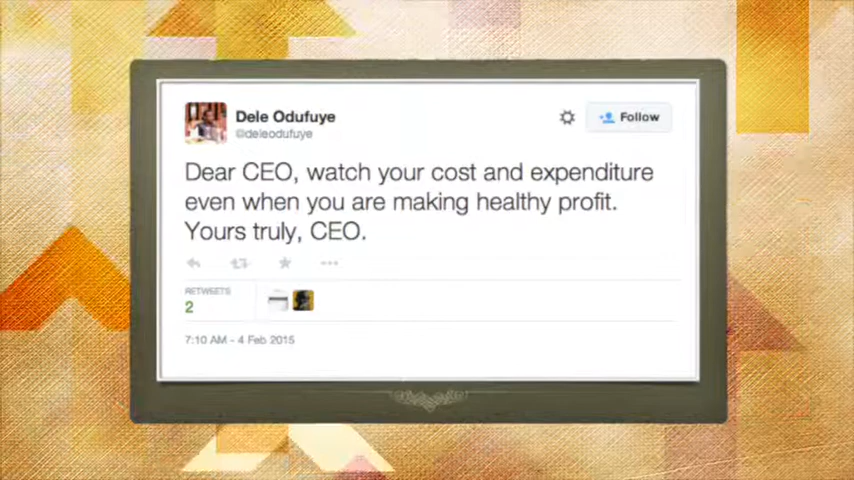 Dele Odufuye
@deleodufuye
Follow
Dear CEO, watch your cost and expenditure
even when you are making healthy profit.
Yours truly, CEO.
RETWEETS
2
7:10 AM - 4 Feb 2015